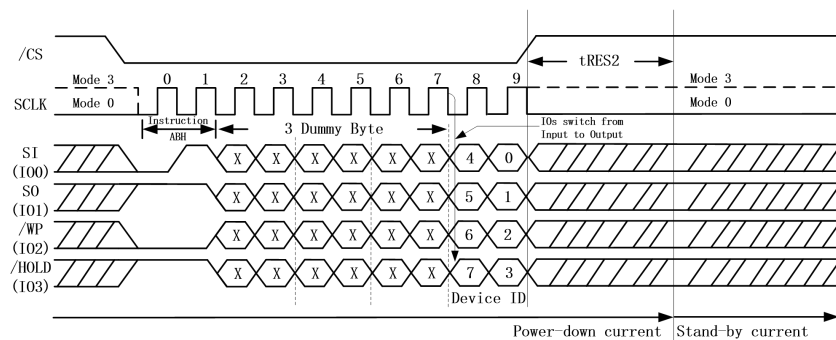 /CS
tRES2
Mode 3 0 1 2 3 4 5 6 7 8 9 Mode 3
SCLK Mode 0 Mode 0
Instruction
ABH
3 Dummy Byte
IOs switch from
Input to Output
SI
(IO0)
X X X X X X 4 0
SO
(IO1)
X X X X X X 5 1
/WP
(IO2)
X X X X X X 6 2
/HOLD
(IO3)
X X X X X X 7 3
Device ID
Power-down current Stand-by current